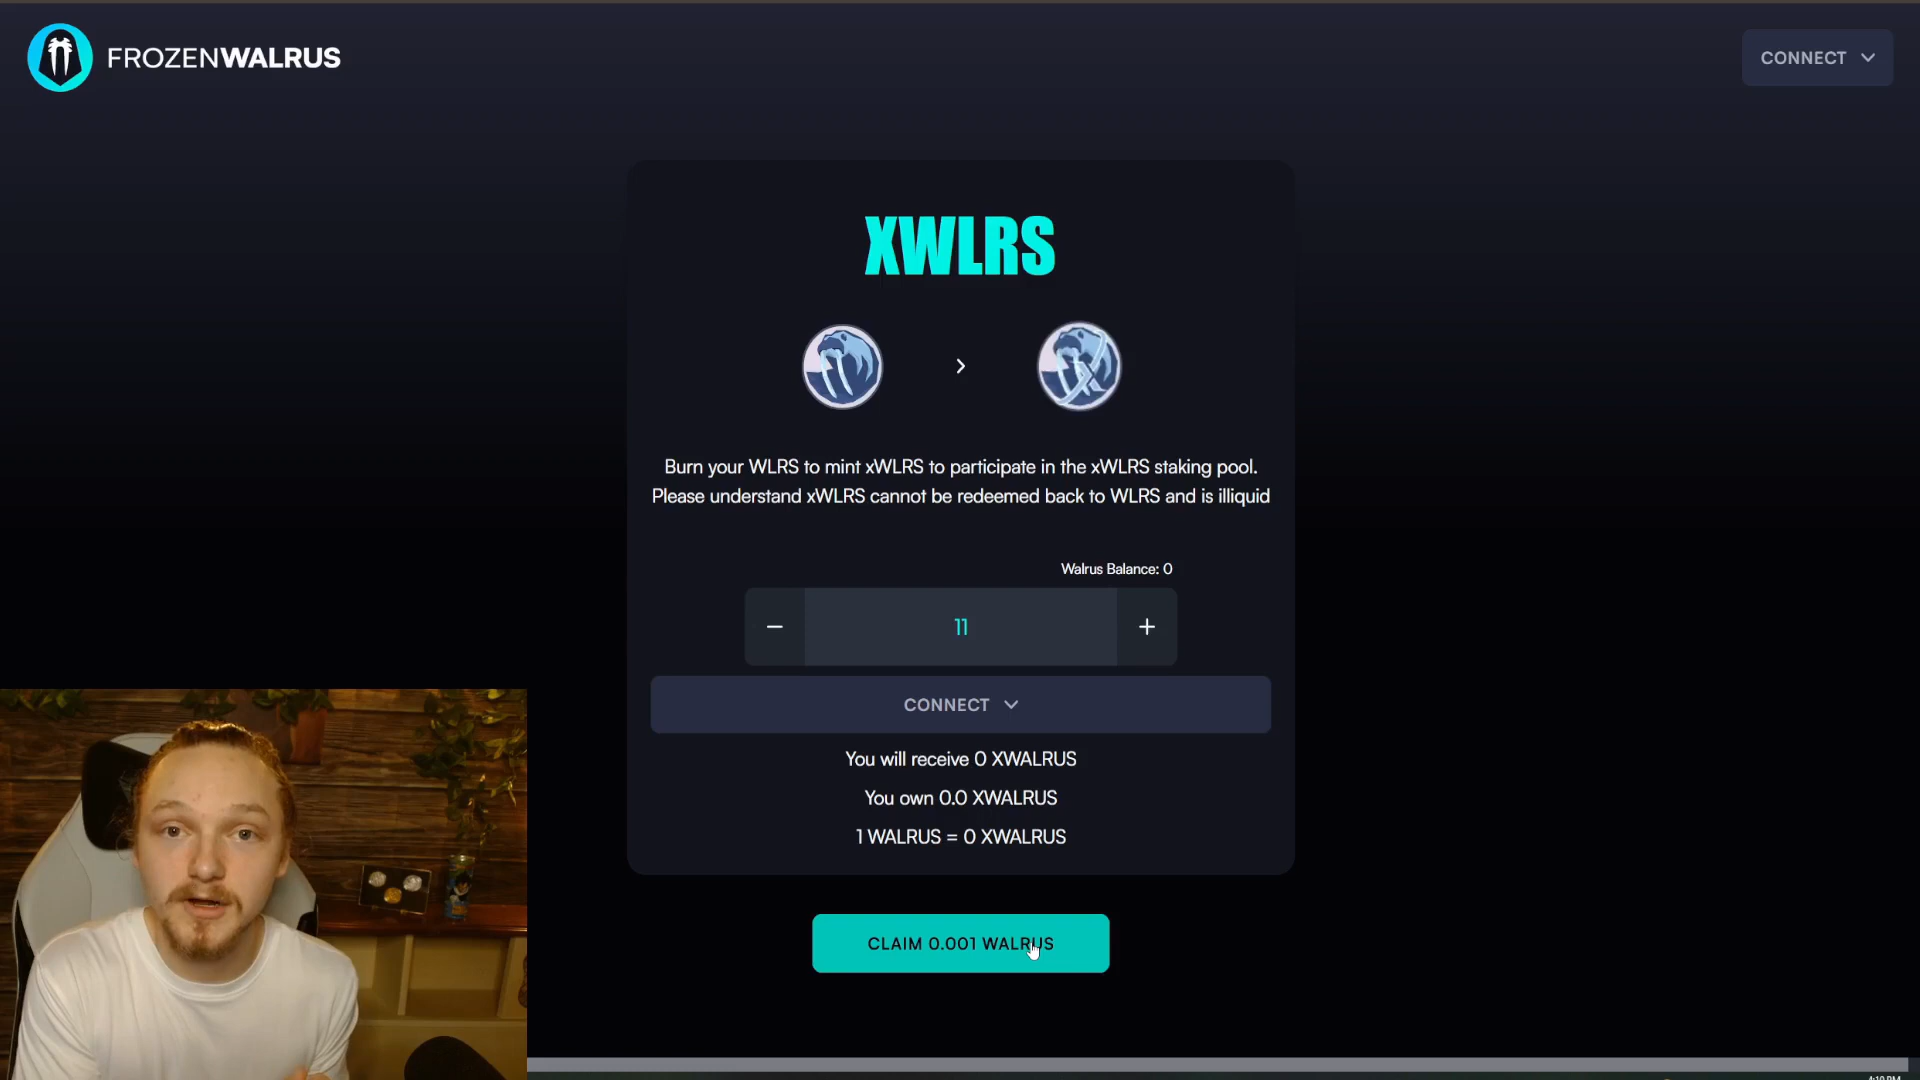 FROZENWALRUS
CONNECT
XWLRS
Burn your WLRS to mint xWLRS to participate in the xWLRS staking pool.
Please understand xWLRS cannot be redeemed back to WLRS and is illiquid
Walrus Balance: 0
− 11 +
CONNECT
You will receive 0 XWALRUS
You own 0.0 XWALRUS
1 WALRUS = 0 XWALRUS
CLAIM 0.001 WALRUS